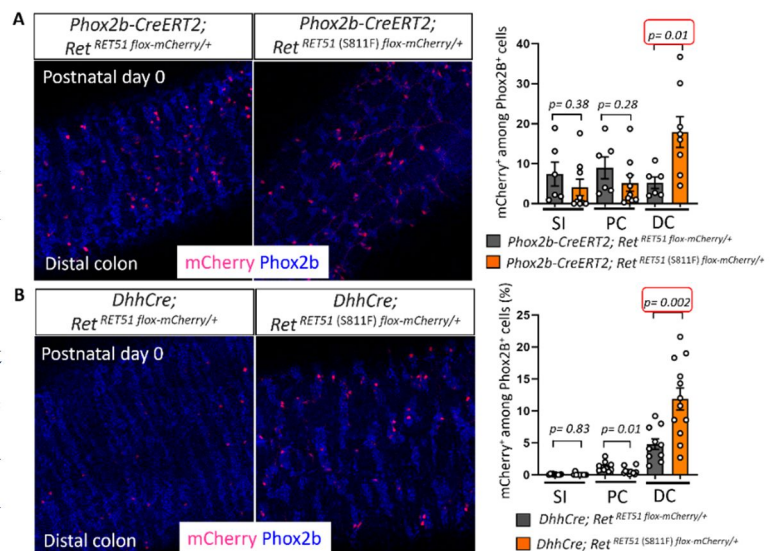 A
Phox2b-CreERT2;
Ret RET51 flox-mCherry/+
Phox2b-CreERT2;
Ret RET51 (S811F) flox-mCherry/+
Postnatal day 0
Distal colon
mCherry Phox2b
mCherry+ among Phox2B+ cells
40
30
20
10
0
p= 0.38
p= 0.28
p= 0.01
SI
PC
DC
Phox2b-CreERT2; Ret RET51 flox-mCherry/+
Phox2b-CreERT2; Ret RET51 (S811F) flox-mCherry/+
B
DhhCre;
Ret RET51 flox-mCherry/+
DhhCre;
Ret RET51 (S811F) flox-mCherry/+
Postnatal day 0
Distal colon
mCherry Phox2b
mCherry+ among Phox2B+ cells (%)
25
20
15
10
5
0
p= 0.83
p= 0.01
p= 0.002
SI
PC
DC
DhhCre; Ret RET51 flox-mCherry/+
DhhCre; Ret RET51 (S811F) flox-mCherry/+